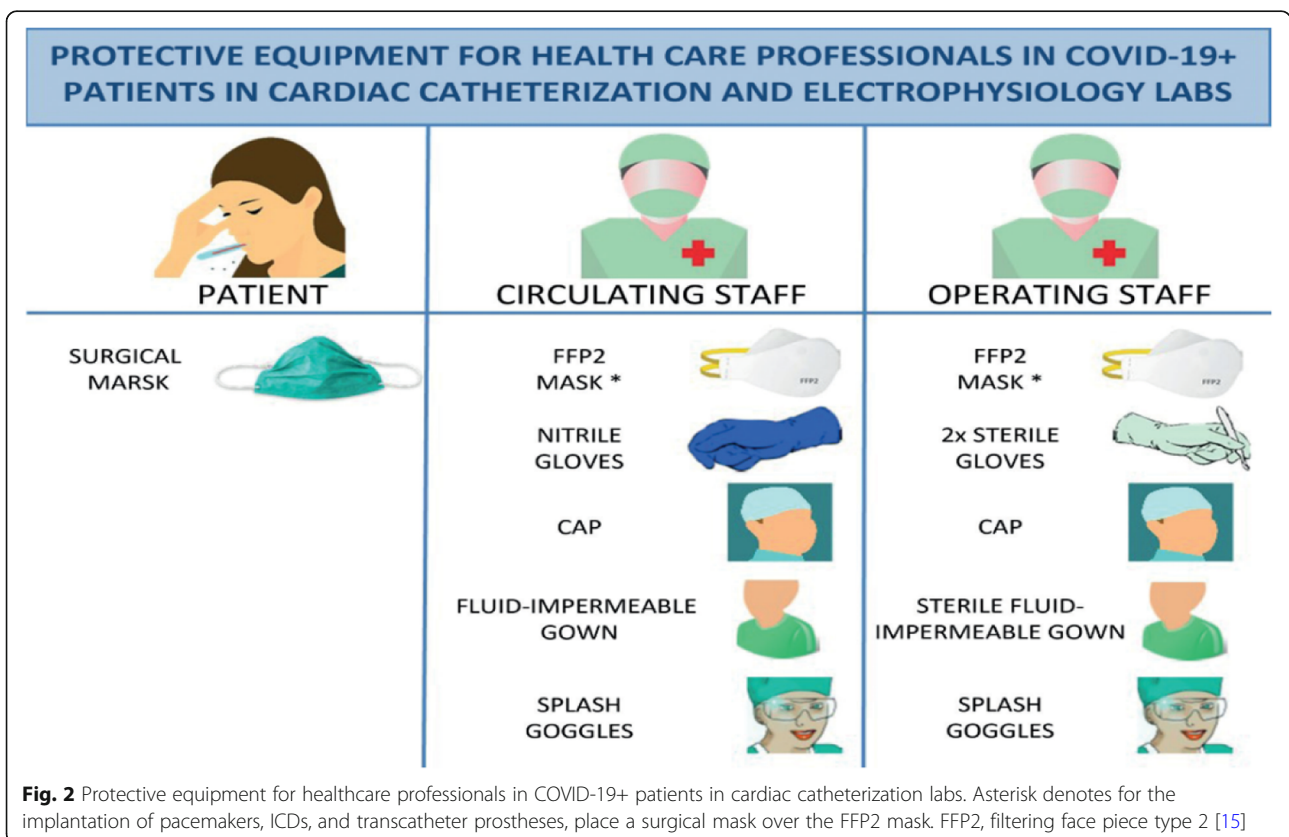 PROTECTIVE EQUIPMENT FOR HEALTH CARE PROFESSIONALS IN COVID-19+
PATIENTS IN CARDIAC CATHETERIZATION AND ELECTROPHYSIOLOGY LABS
PATIENT
CIRCULATING STAFF
OPERATING STAFF
SURGICAL
MARSK
FFP2
MASK *
FFP2
NITRILE
GLOVES
CAP
FLUID-IMPERMEABLE
GOWN
SPLASH
GOGGLES
FFP2
MASK *
FFP2
2x STERILE
GLOVES
CAP
STERILE FLUID-
IMPERMEABLE GOWN
SPLASH
GOGGLES
Fig. 2 Protective equipment for healthcare professionals in COVID-19+ patients in cardiac catheterization labs. Asterisk denotes for the
implantation of pacemakers, ICDs, and transcatheter prostheses, place a surgical mask over the FFP2 mask. FFP2, filtering face piece type 2 [15]